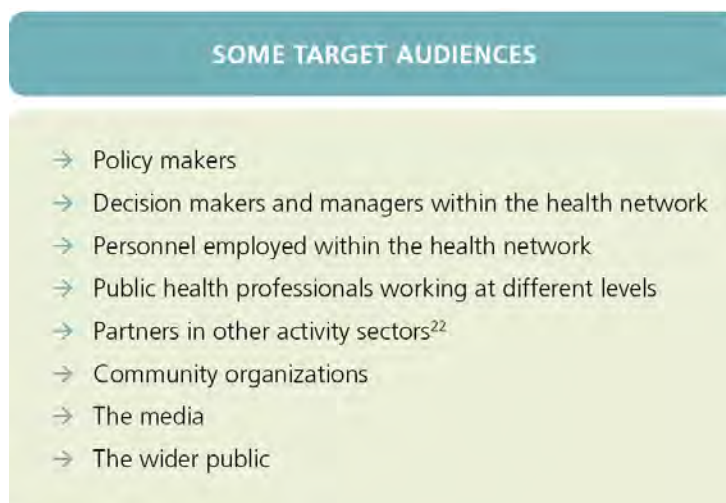 SOME TARGET AUDIENCES
→ Policy makers
→ Decision makers and managers within the health network
→ Personnel employed within the health network
→ Public health professionals working at different levels
→ Partners in other activity sectors²²
→ Community organizations
→ The media
→ The wider public